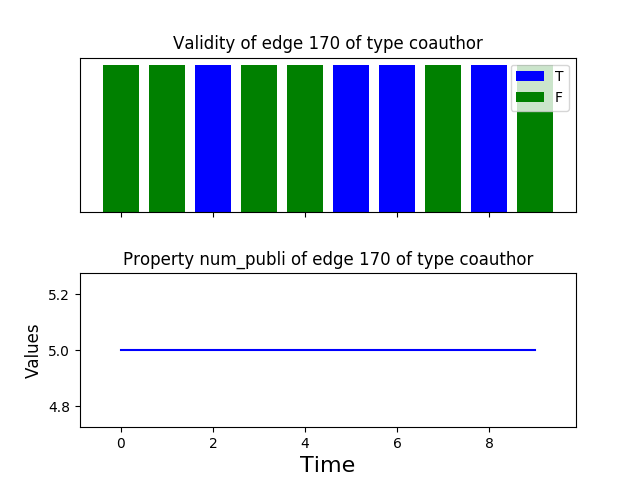 Validity of edge 170 of type coauthor
T
F
Property num_publi of edge 170 of type coauthor
5.2
5.0
4.8
Values
0 2 4 6 8
Time